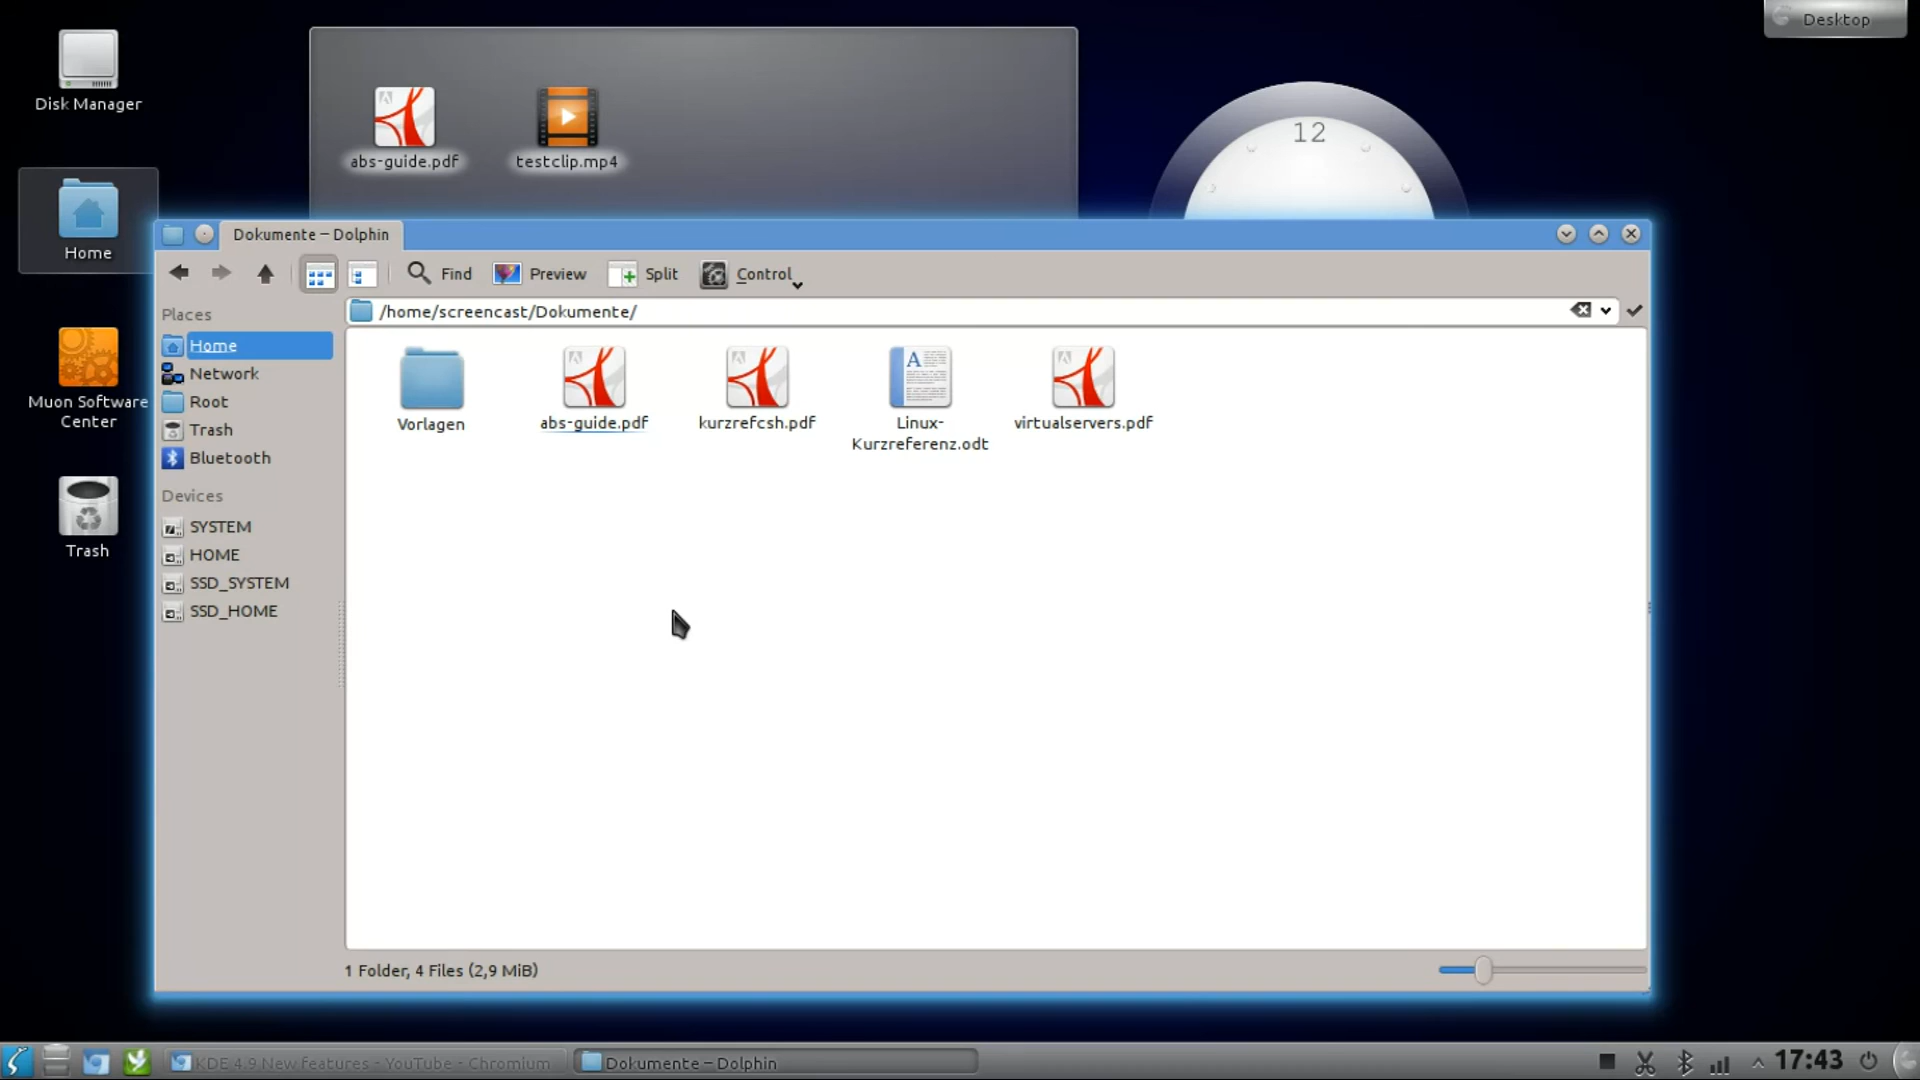 Desktop
Disk Manager
abs-guide.pdf
testclip.mp4
12
Home
Dokumente – Dolphin
Find
Preview
Split
Control
Places
/home/screencast/Dokumente/
Home
Network
Root
Trash
Bluetooth
Devices
SYSTEM
HOME
SSD_SYSTEM
SSD_HOME
Vorlagen
abs-guide.pdf
kurzrefcsh.pdf
Linux-
Kurzreferenz.odt
virtualservers.pdf
Muon Software
Center
Trash
1 Folder, 4 Files (2,9 MiB)
KDE 4.9 New features - YouTube - Chromium
Dokumente – Dolphin
17:43